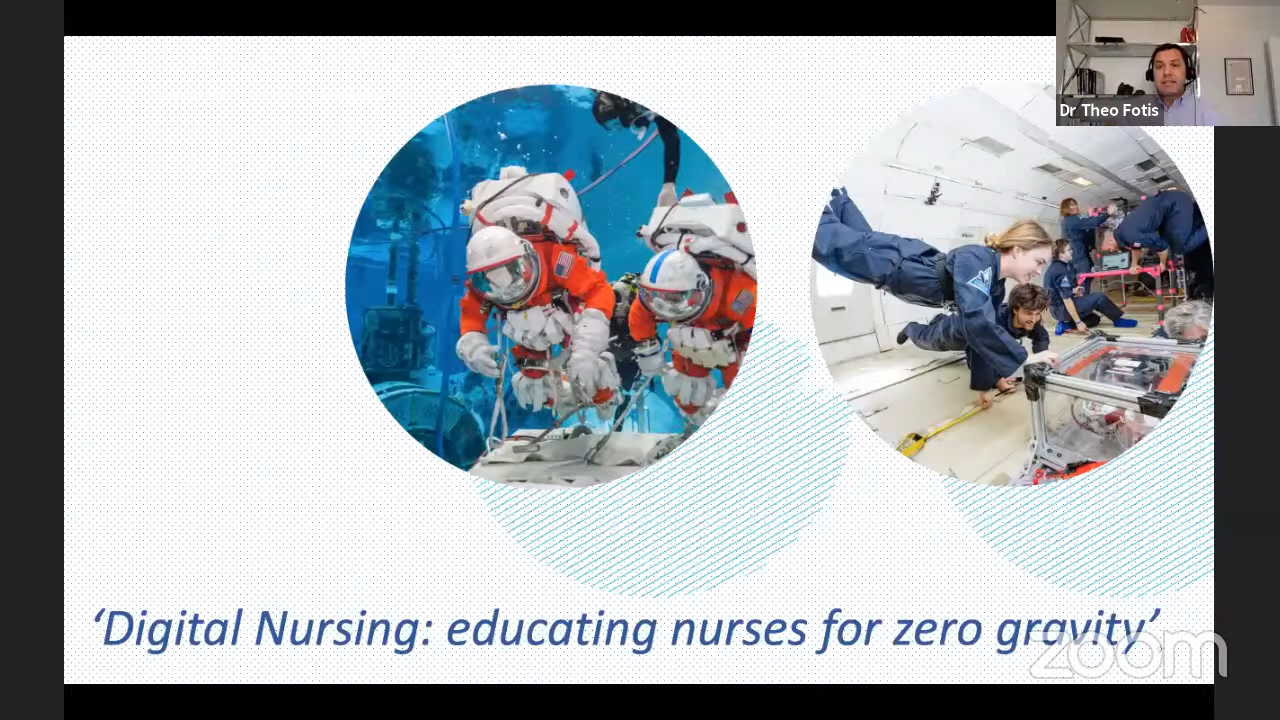 Dr Theo Fotis
‘Digital Nursing: educating nurses for zero gravity’
zoom